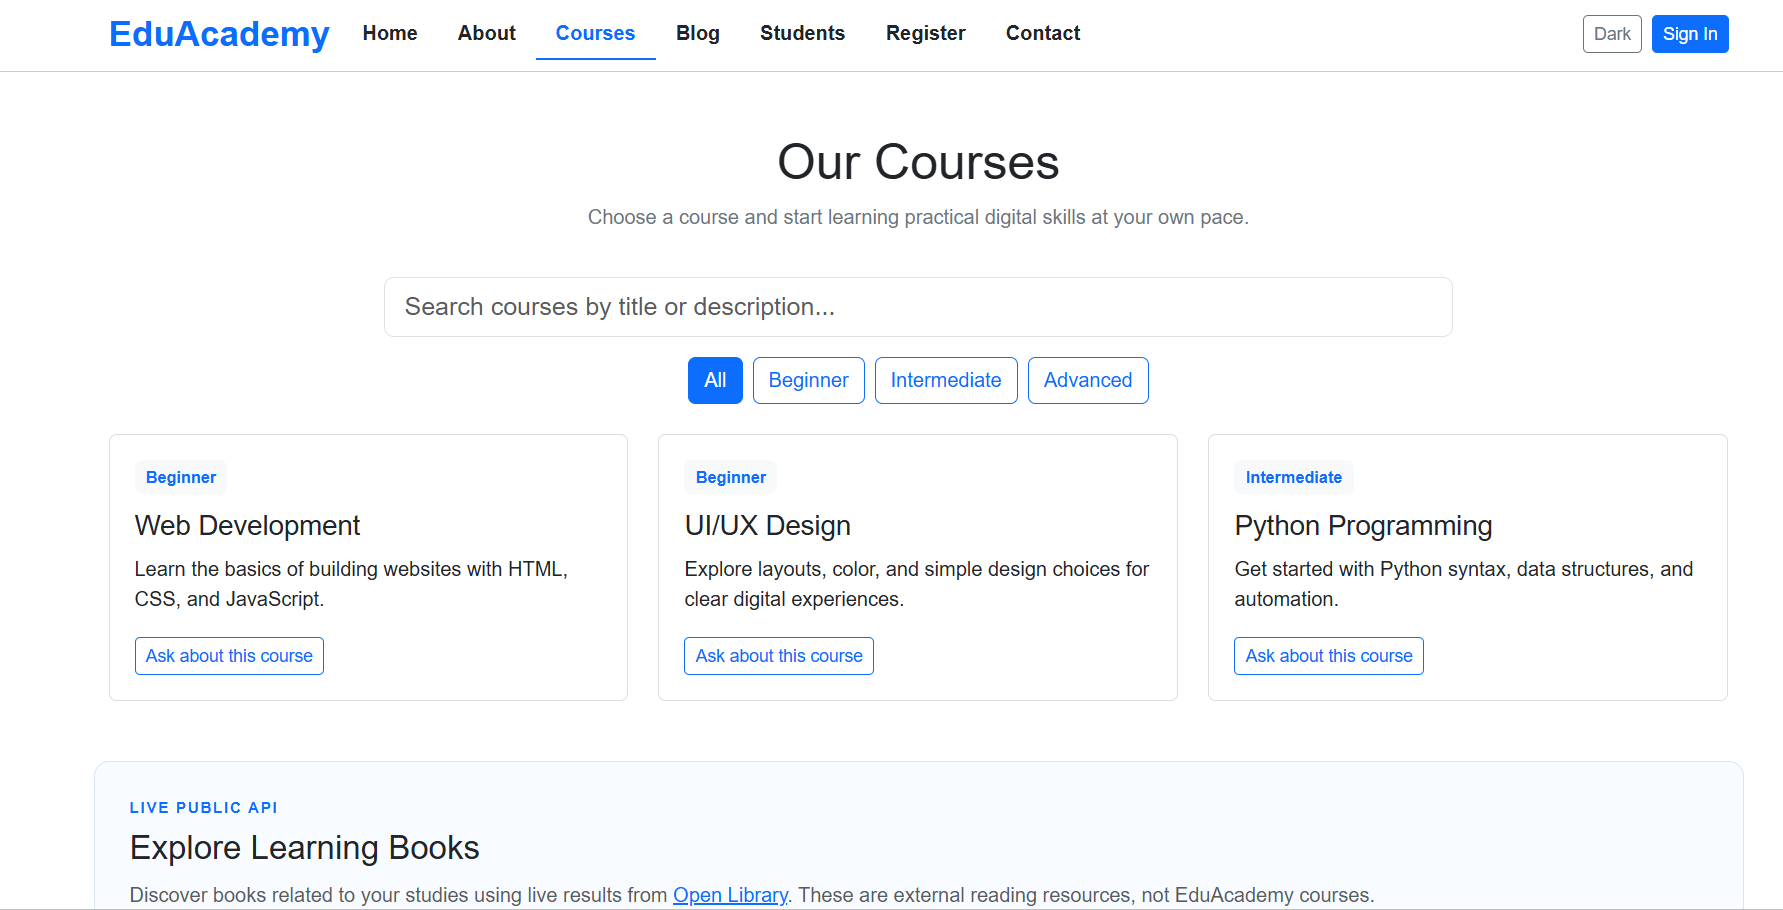 EduAcademy Home About Courses Blog Students Register Contact Dark Sign In
Our Courses
Choose a course and start learning practical digital skills at your own pace.
Search courses by title or description...
All Beginner Intermediate Advanced
Beginner
Web Development
Learn the basics of building websites with HTML,
CSS, and JavaScript.
Ask about this course
Beginner
UI/UX Design
Explore layouts, color, and simple design choices for
clear digital experiences.
Ask about this course
Intermediate
Python Programming
Get started with Python syntax, data structures, and
automation.
Ask about this course
LIVE PUBLIC API
Explore Learning Books
Discover books related to your studies using live results from Open Library. These are external reading resources, not EduAcademy courses.